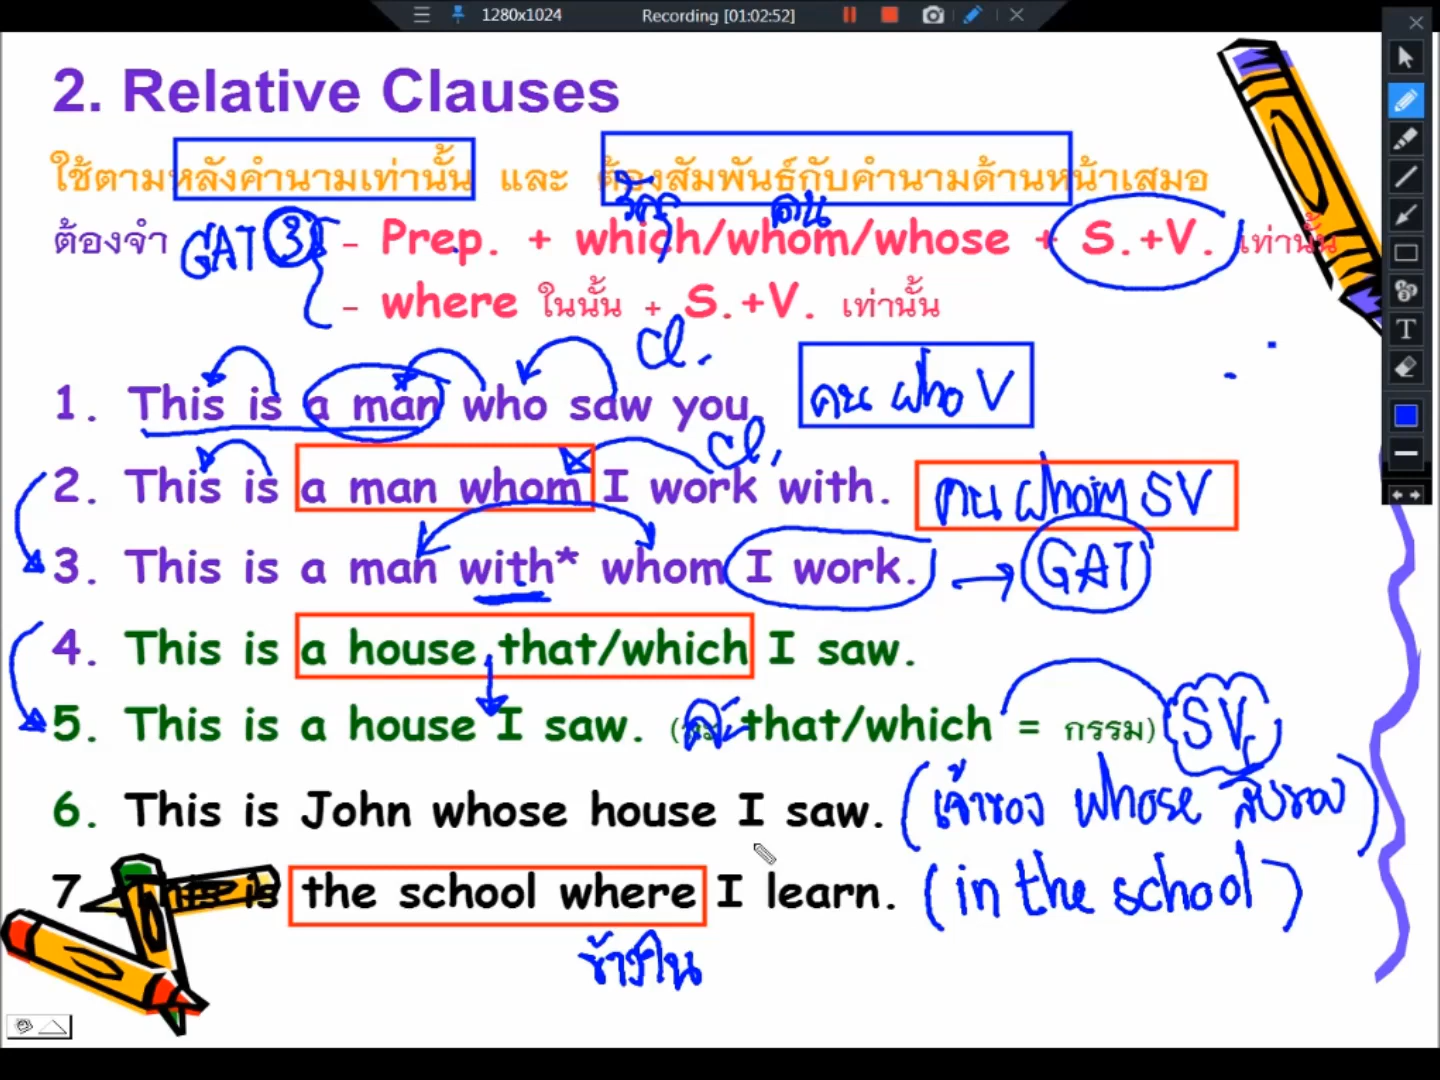 1280x1024 Recording [01:02:52]
2. Relative Clauses
ใช้ตามหลังคำนามเท่านั้น และ ต้องสัมพันธ์กับคำนามด้านหน้าเสมอ
คน
ต้องจำ GAT 3 - Prep. + which/whom/whose + S.+V. เท่านั้น
- where ในนั้น + S.+V. เท่านั้น
Cl.
1. This is a man who saw you. คน who V
Cl.
2. This is a man whom I work with. คน whom SV
3. This is a man with* whom I work. → GAT
4. This is a house that/which I saw.
5. This is a house I saw. (ละ that/which = กรรม) SV
6. This is John whose house I saw. (เจ้าของ whose สิ่งของ)
7. This is the school where I learn. (in the school)
ข้างใน